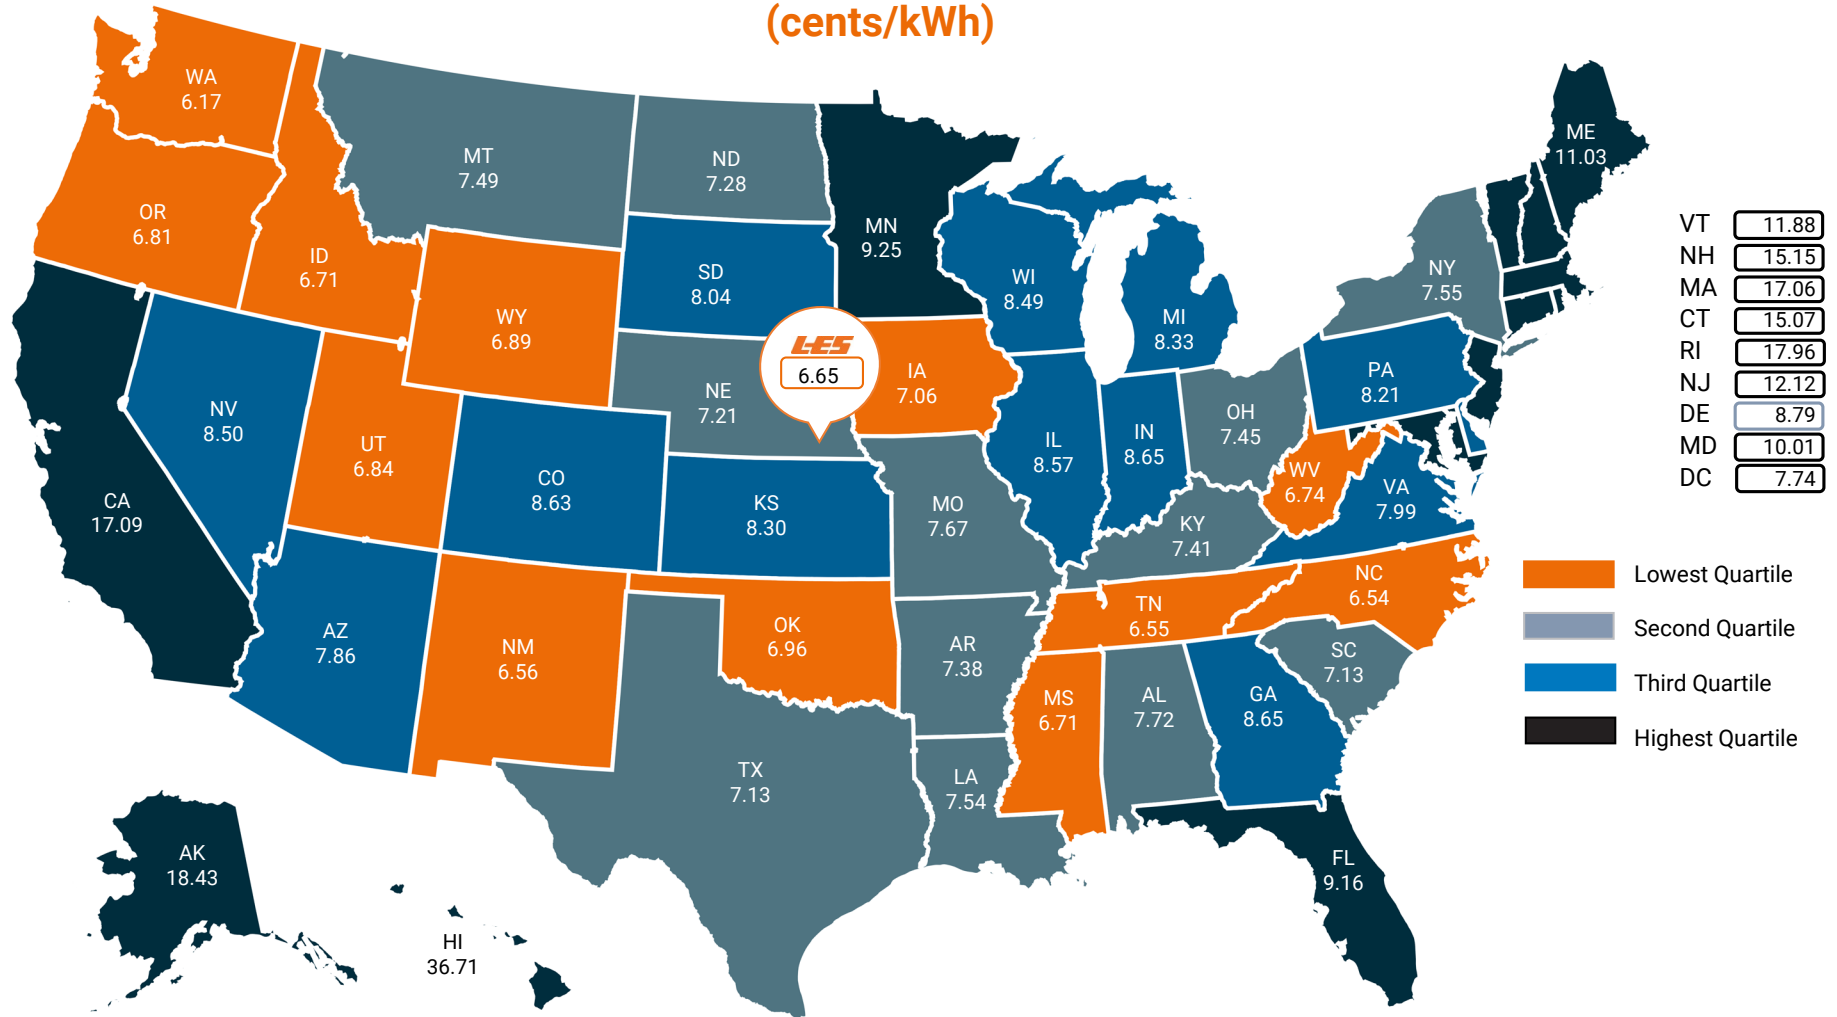 (cents/kWh)
WA
6.17
OR
6.81
ID
6.71
MT
7.49
ND
7.28
MN
9.25
SD
8.04
WY
6.89
WI
8.49
MI
8.33
NY
7.55
ME
11.03
VT 11.88
NH 15.15
MA 17.06
CT 15.07
RI 17.96
NJ 12.12
DE 8.79
MD 10.01
DC 7.74
LES
6.65
NE
7.21
IA
7.06
PA
8.21
NV
8.50
UT
6.84
CO
8.63
KS
8.30
MO
7.67
IL
8.57
IN
8.65
OH
7.45
WV
6.74
VA
7.99
KY
7.41
CA
17.09
AZ
7.86
NM
6.56
OK
6.96
AR
7.38
TN
6.55
NC
6.54
SC
7.13
MS
6.71
AL
7.72
GA
8.65
TX
7.13
LA
7.54
FL
9.16
AK
18.43
HI
36.71
Lowest Quartile
Second Quartile
Third Quartile
Highest Quartile